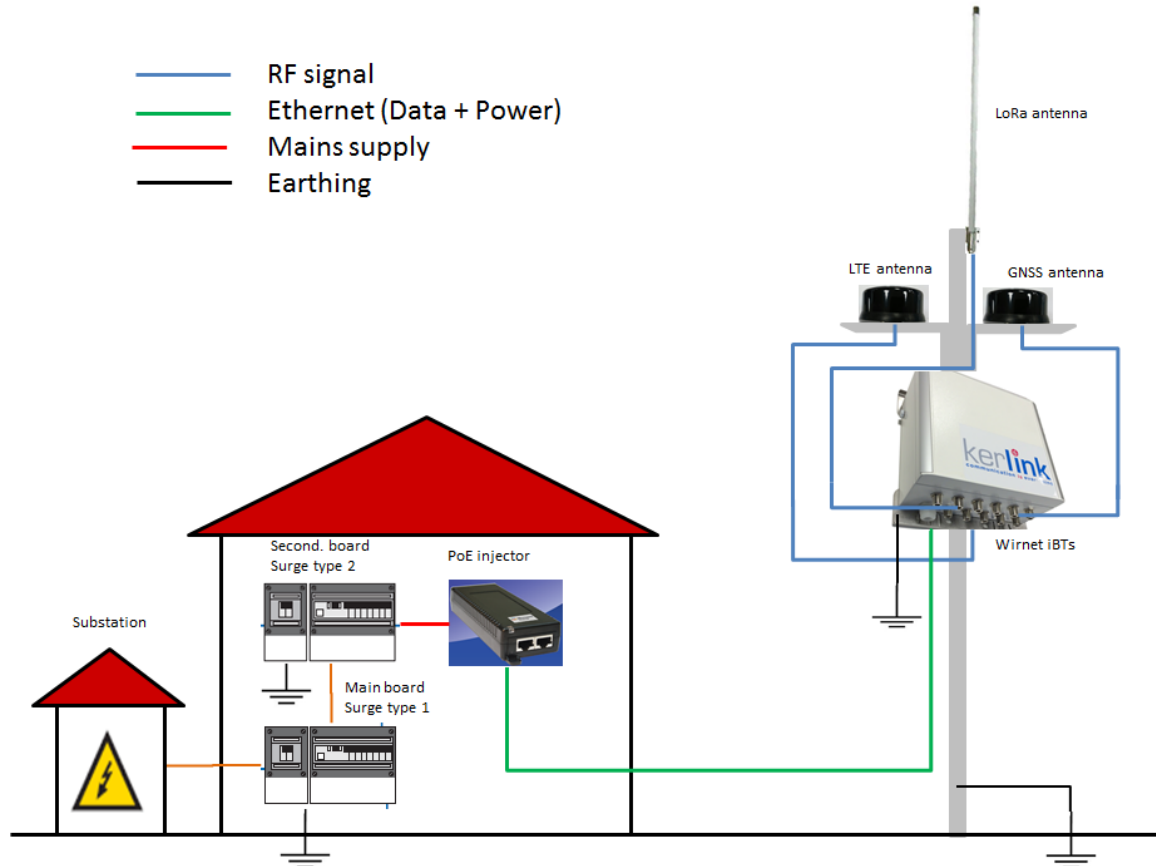 RF signal
Ethernet (Data + Power)
Mains supply
Earthing
LoRa antenna
LTE antenna
GNSS antenna
kerlink
Wirnet iBTs
Second. board
Surge type 2
PoE injector
Substation
Main board
Surge type 1